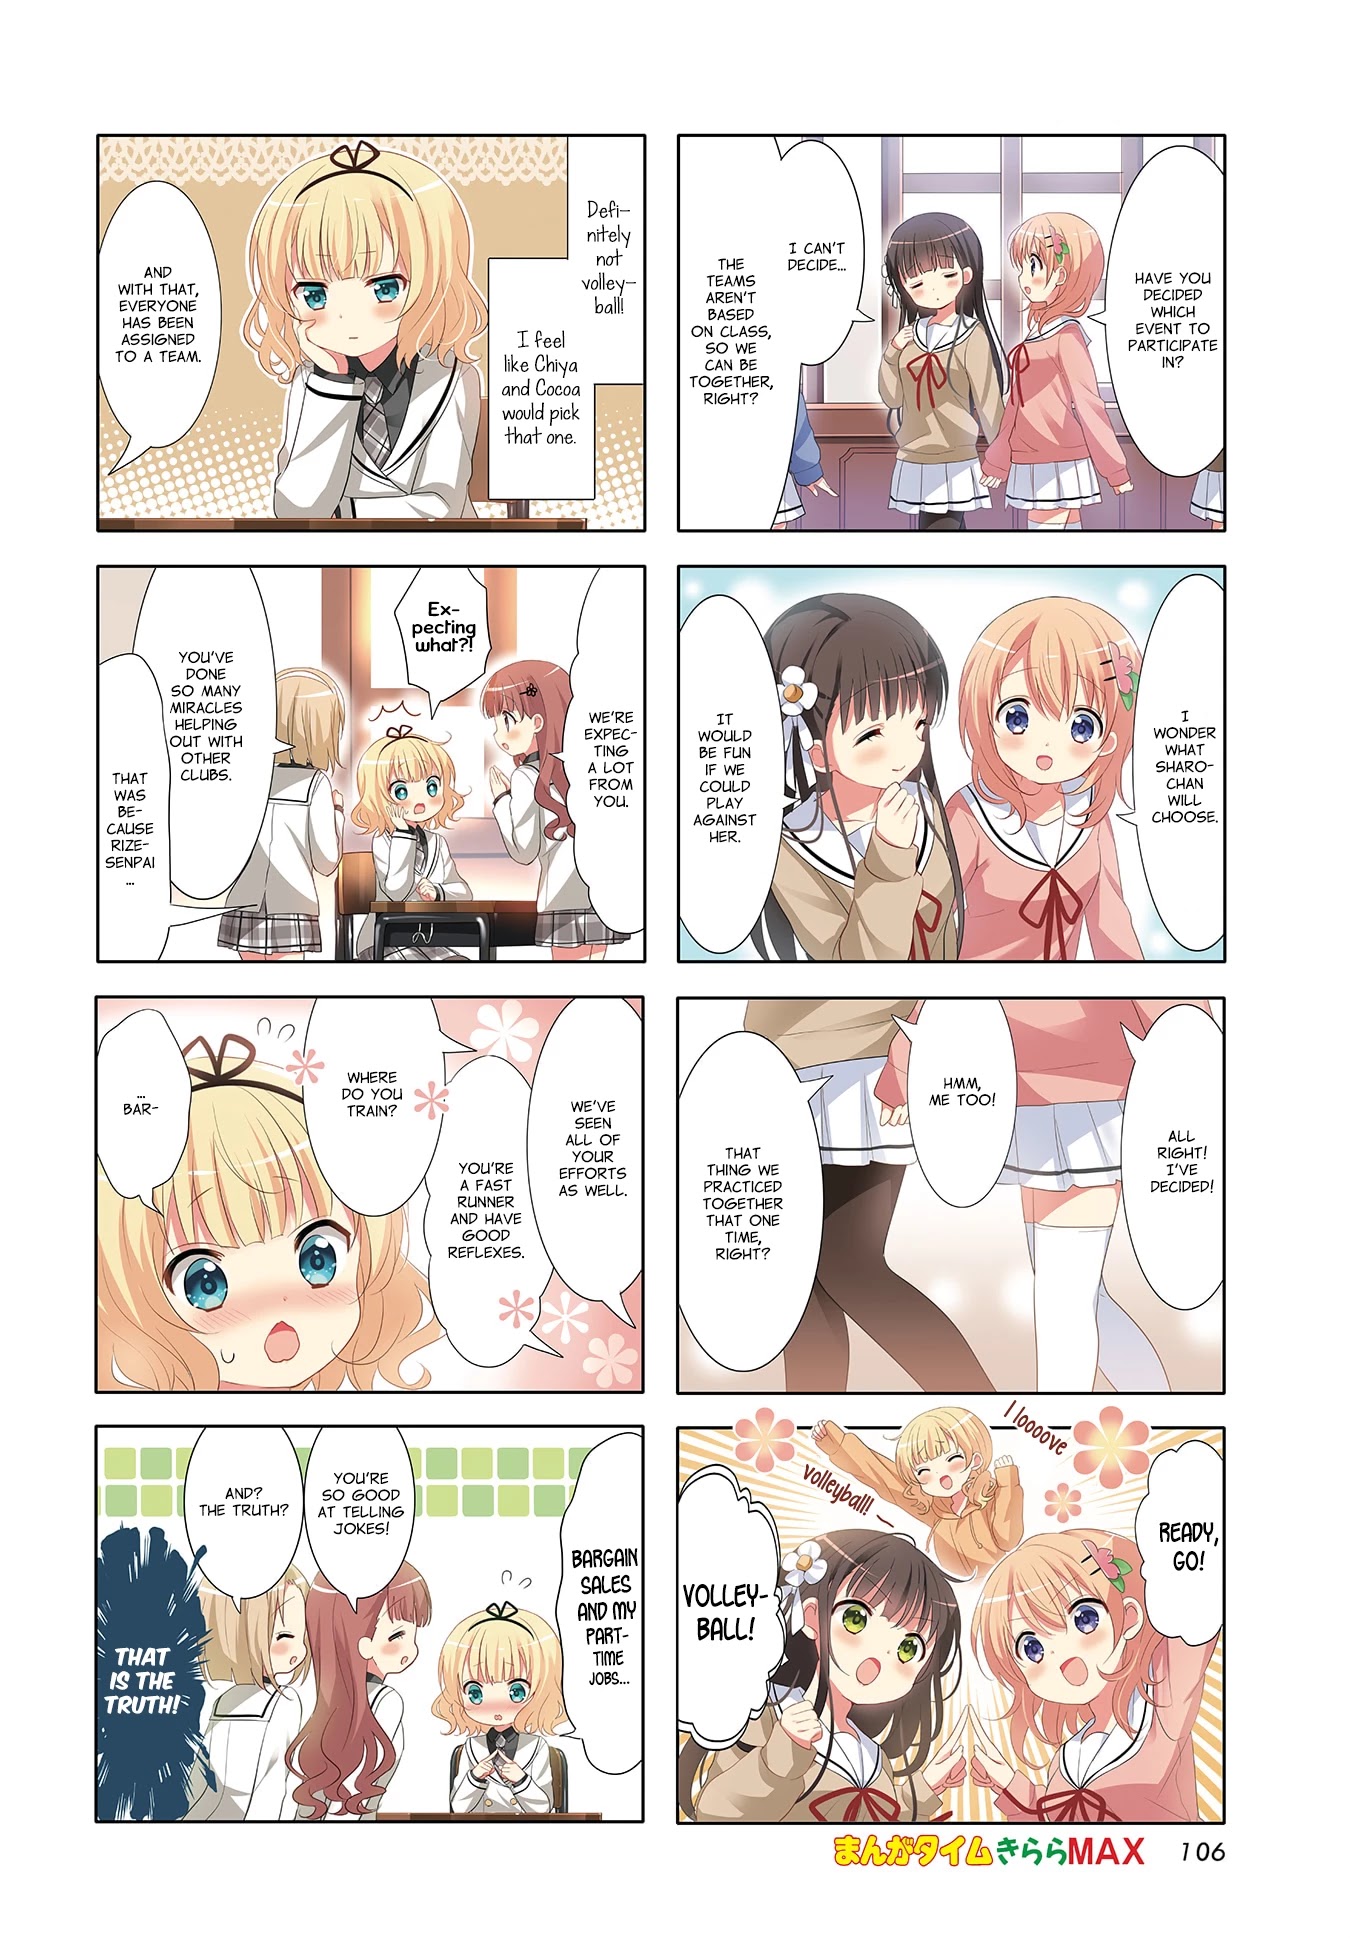 HAVE YOU
DECIDED
WHICH
EVENT TO
PARTICIPATE
IN?
I CAN'T
DECIDE...
THE
TEAMS
AREN'T
BASED
ON CLASS,
SO WE
CAN BE
TOGETHER,
RIGHT?
I
WONDER
WHAT
SHARO-
CHAN
WILL
CHOOSE.
IT
WOULD
BE FUN
IF WE
COULD
PLAY
AGAINST
HER.
ALL
RIGHT!
I'VE
DECIDED!
HMM,
ME TOO!
THAT
THING WE
PRACTICED
TOGETHER
THAT ONE
TIME,
RIGHT?
READY,
GO!
I loooove
volleyball!
VOLLEY-
BALL!
Defi-
nitely
not
volley-
ball!
I feel
like Chiya
and Cocoa
would pick
that one.
AND
WITH THAT,
EVERYONE
HAS BEEN
ASSIGNED
TO A TEAM.
WE'RE
EXPEC-
TING
A LOT
FROM
YOU.
Ex-
pecting
what?!
YOU'VE
DONE
SO MANY
MIRACLES
HELPING
OUT WITH
OTHER
CLUBS.
THAT
WAS
BE-
CAUSE
RIZE-
SENPAI
...
WE'VE
SEEN
ALL OF
YOUR
EFFORTS
AS WELL.
YOU'RE
A FAST
RUNNER
AND HAVE
GOOD
REFLEXES.
WHERE
DO YOU
TRAIN?
...
BAR-
BARGAIN
SALES
AND MY
PART-
TIME
JOBS...
YOU'RE
SO GOOD
AT TELLING
JOKES!
AND?
THE TRUTH?
THAT
IS THE
TRUTH!
まんがタイムきららMAX 106